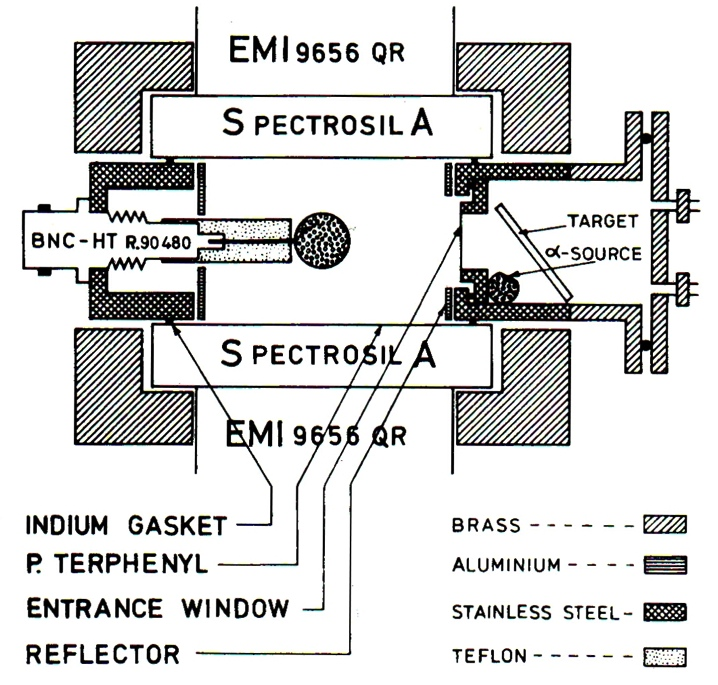 EMI 9656 QR
SPECTROSIL A
BNC-HT R.90480
TARGET
α-SOURCE
SPECTROSIL A
EMI 9656 QR
INDIUM GASKET
P. TERPHENYL
ENTRANCE WINDOW
REFLECTOR
BRASS
ALUMINIUM
STAINLESS STEEL
TEFLON